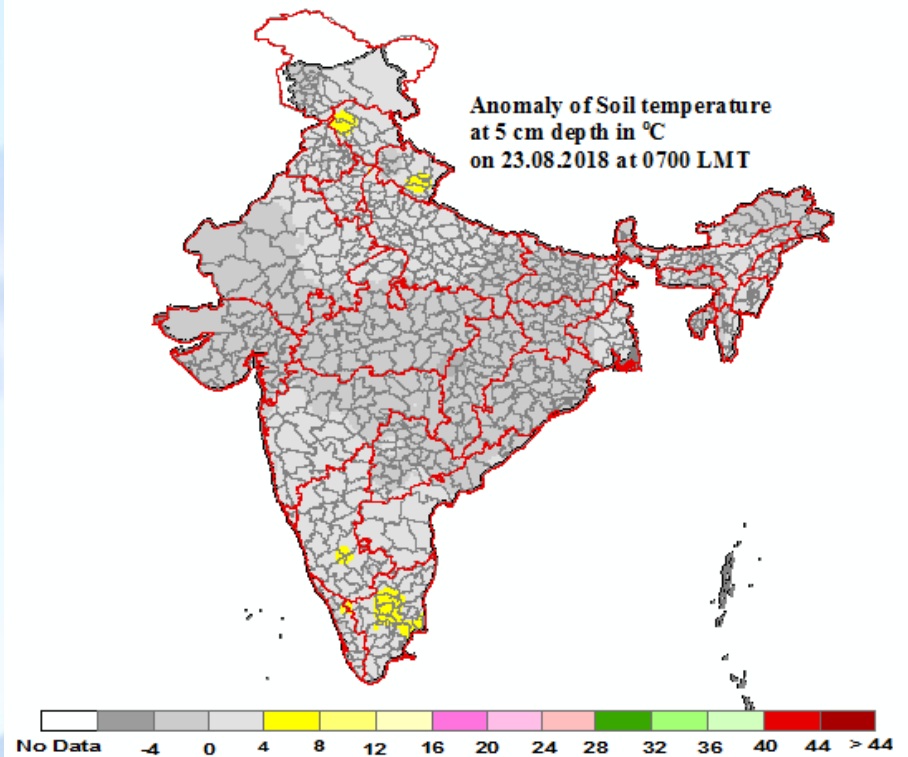 Anomaly of Soil temperature
at 5 cm depth in °C
on 23.08.2018 at 0700 LMT
No Data -4 0 4 8 12 16 20 24 28 32 36 40 44 > 44